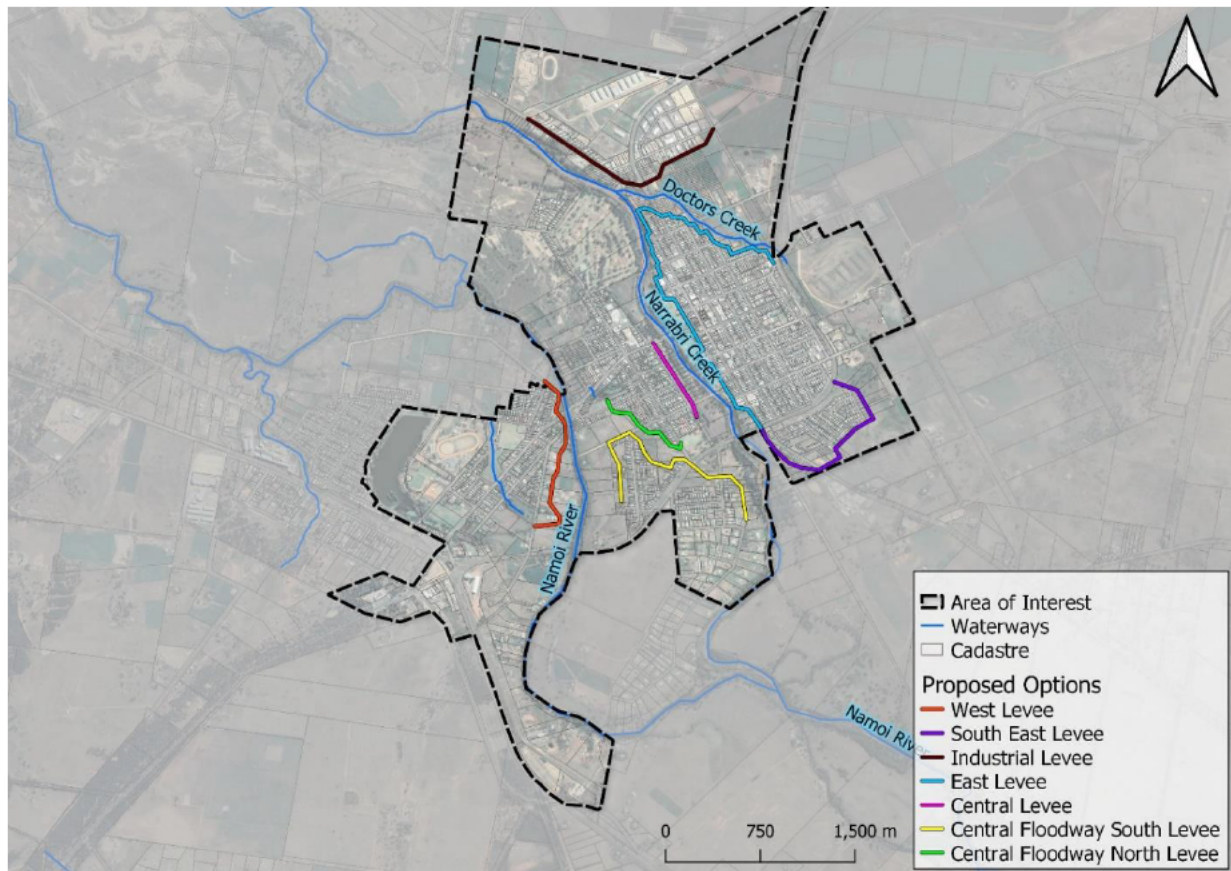 Doctors Creek
Narrabri Creek
Namoi River
Namoi River
0 750 1,500 m
Area of Interest
Waterways
Cadastre
Proposed Options
West Levee
South East Levee
Industrial Levee
East Levee
Central Levee
Central Floodway South Levee
Central Floodway North Levee